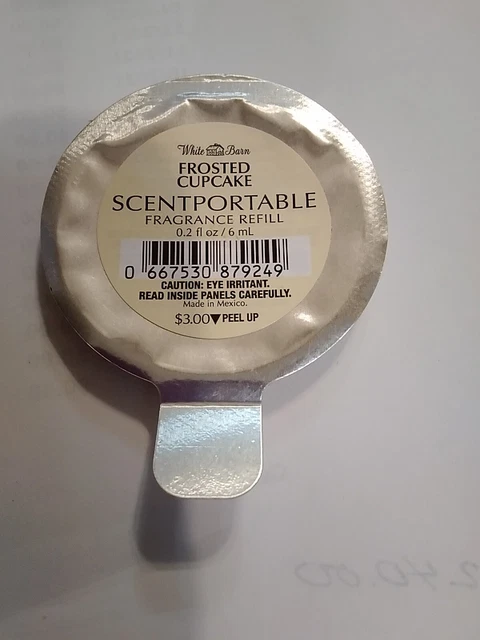 White Barn
FROSTED
CUPCAKE
SCENTPORTABLE
FRAGRANCE REFILL
0.2 fl oz / 6 mL
0 667530 879249
CAUTION: EYE IRRITANT.
READ INSIDE PANELS CAREFULLY.
Made in Mexico.
$3.00▼PEEL UP